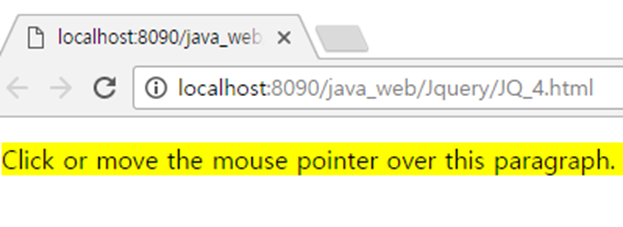 localhost:8090/java_web
localhost:8090/java_web/Jquery/JQ_4.html
Click or move the mouse pointer over this paragraph.